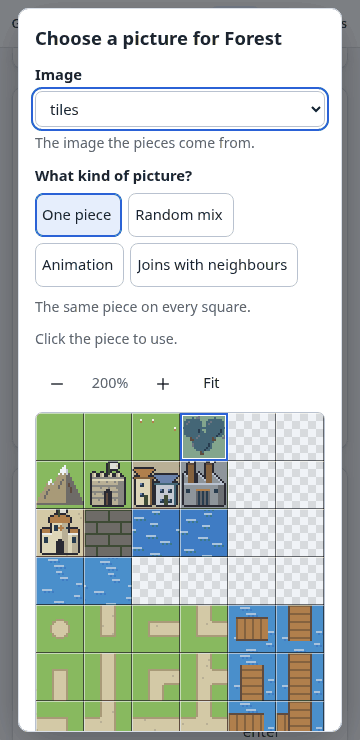 G
s
Choose a picture for Forest
Image
tiles
The image the pieces come from.
What kind of picture?
One piece
Random mix
Animation
Joins with neighbours
The same piece on every square.
Click the piece to use.
− 200% + Fit
enter